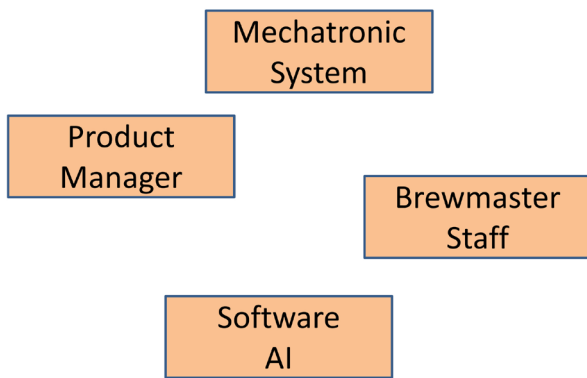 Mechatronic
System
Product
Manager
Brewmaster
Staff
Software
AI